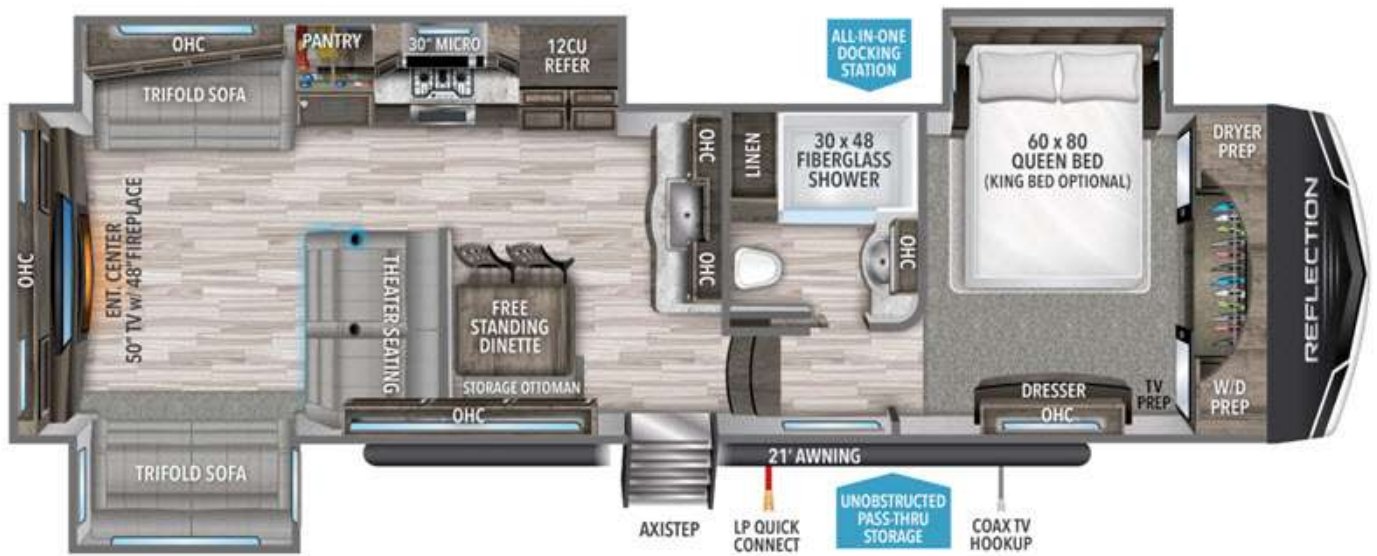 OHC
PANTRY
30" MICRO
12CU
REFER
TRIFOLD SOFA
ALL-IN-ONE
DOCKING
STATION
OHC
LINEN
30 x 48
FIBERGLASS
SHOWER
60 x 80
QUEEN BED
(KING BED OPTIONAL)
DRYER
PREP
OHC
ENT. CENTER
50" TV w/ 48"FIREPLACE
THEATER SEATING
FREE
STANDING
DINETTE
STORAGE OTTOMAN
OHC
OHC
OHC
REFLECTION
DRESSER
OHC
TV
PREP
W/D
PREP
TRIFOLD SOFA
21' AWNING
AXISTEP
LP QUICK
CONNECT
UNOBSTRUCTED
PASS-THRU
STORAGE
COAX TV
HOOKUP